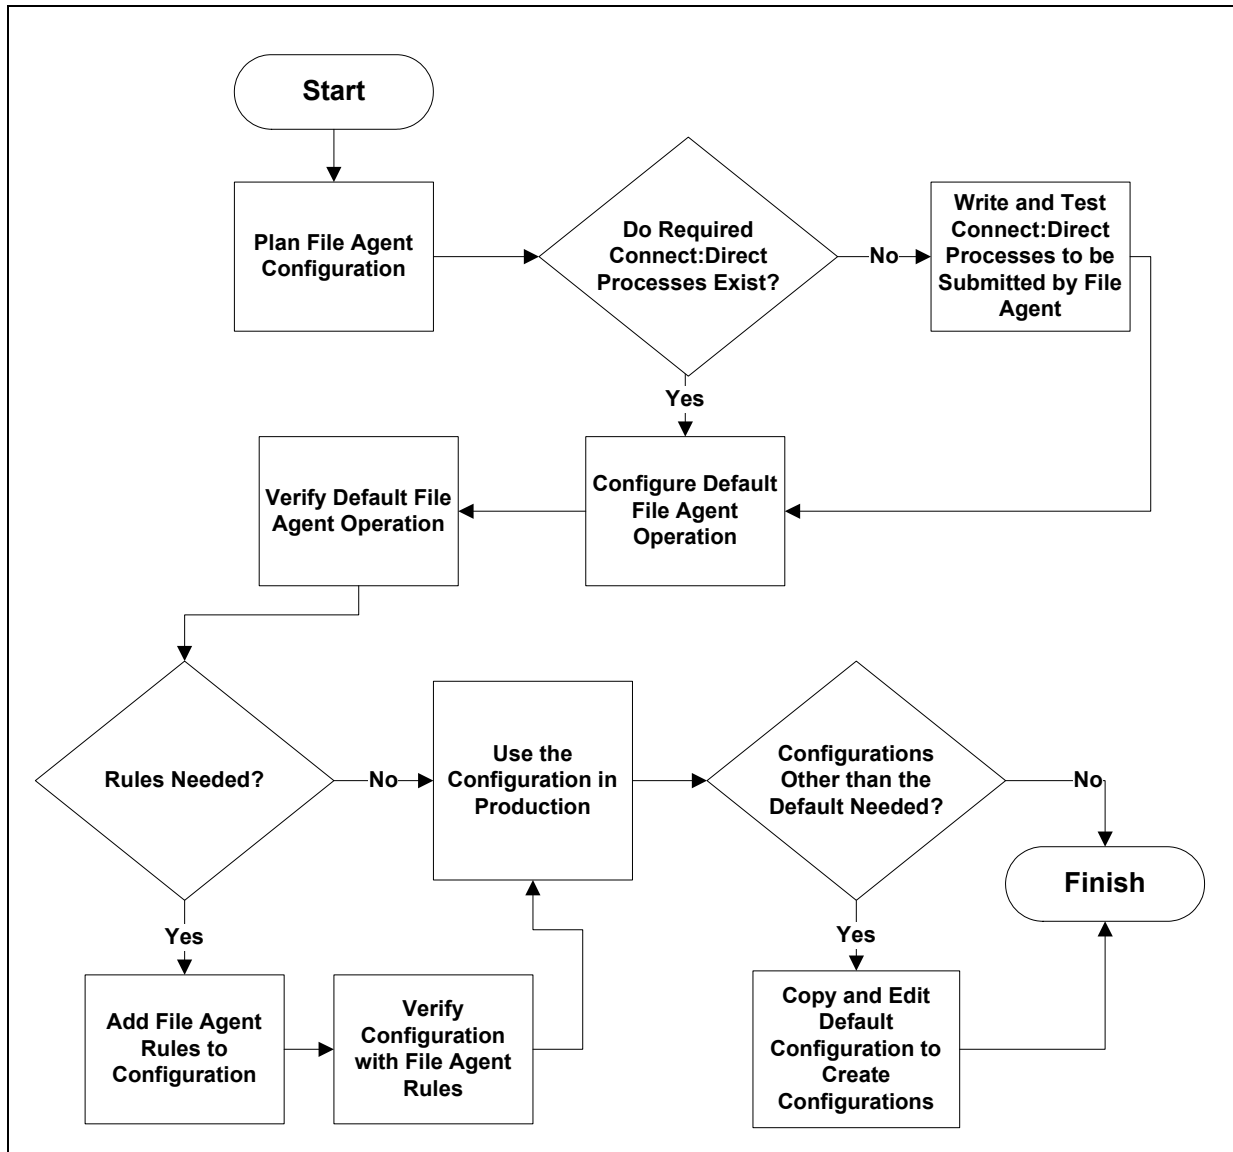 Start
Plan File Agent
Configuration
Do Required
Connect:Direct
Processes Exist?
No
Write and Test
Connect:Direct
Processes to be
Submitted by File
Agent
Yes
Configure Default
File Agent
Operation
Verify Default File
Agent Operation
Rules Needed?
No
Use the
Configuration in
Production
Configurations
Other than the
Default Needed?
No
Finish
Yes
Add File Agent
Rules to
Configuration
Verify
Configuration
with File Agent
Rules
Yes
Copy and Edit
Default
Configuration to
Create
Configurations